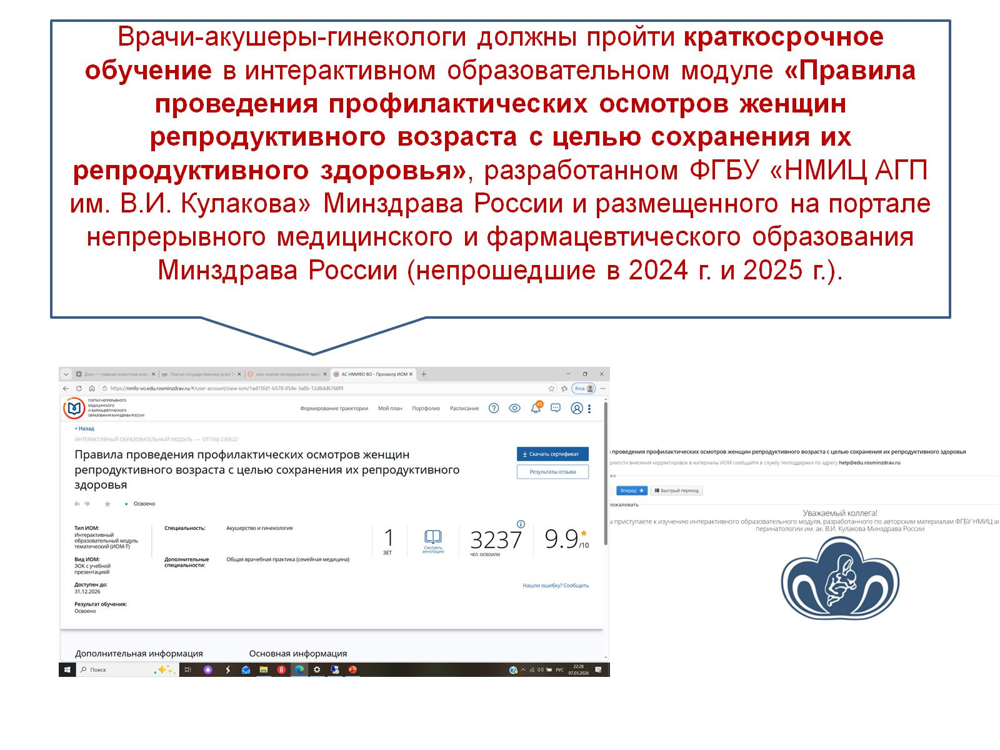 Врачи-акушеры-гинекологи должны пройти краткосрочное
обучение в интерактивном образовательном модуле «Правила
проведения профилактических осмотров женщин
репродуктивного возраста с целью сохранения их
репродуктивного здоровья», разработанном ФГБУ «НМИЦ АГП
им. В.И. Кулакова» Минздрава России и размещенного на портале
непрерывного медицинского и фармацевтического образования
Минздрава России (непрошедшие в 2024 г. и 2025 г.).
Дзен — главная новостная инф
Портал государственных услуг Р
нмо портал непрерывного мед
АС НМИФО ВО - Просмотр ИОМ
https://nmfo-vo.edu.rosminzdrav.ru/#/user-account/view-iom/1ad15fd1-b578-054e-3a8b-12d8dd6768f9
Вход
ПОРТАЛ НЕПРЕРЫВНОГО
МЕДИЦИНСКОГО
И ФАРМАЦЕВТИЧЕСКОГО
ОБРАЗОВАНИЯ МИНЗДРАВА РОССИИ
Формирование траектории Мой план Портфолио Расписание
45
< Назад
ИНТЕРАКТИВНЫЙ ОБРАЗОВАТЕЛЬНЫЙ МОДУЛЬ — DTTVVJ-230622
Правила проведения профилактических осмотров женщин
репродуктивного возраста с целью сохранения их репродуктивного
здоровья
Скачать сертификат
Результаты отзыва
Освоено
Тип ИОМ:
Интерактивный
образовательный модуль
тематический (ИОМ-Т)
Вид ИОМ:
ЭОК с учебной
презентацией
Доступен до:
31.12.2026
Результат обучения:
Освоено
Специальность: Акушерство и гинекология
Дополнительные
специальности:
Общая врачебная практика (семейная медицина)
1
ЗЕТ
Смотреть
аннотацию
3237
ЧЕЛ. ОСВОИЛИ
9.9/10
Нашли ошибку? Сообщить
Дополнительная информация Основная информация
Поиск
РУС
22:28
07.03.2026
проведения профилактических осмотров женщин репродуктивного возраста с целью сохранения их репродуктивного здоровья
димости внесения корректировок в материалы ИОМ сообщайте в службу техподдержки по адресу help@edu.rosminzdrav.ru
Вперед
Быстрый переход
пожаловать
Уважаемый коллега!
ы приступаете к изучению интерактивного образовательного модуля, разработанного по авторским материалам ФГБУ НМИЦ а
перинатологии им. ак. В.И. Кулакова Минздрава России